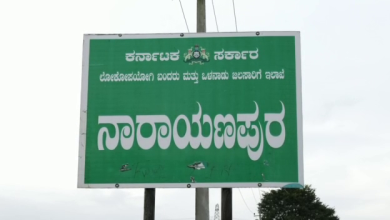 ಕರ್ನಾಟಕ ಸರ್ಕಾರ
ಲೋಕೋಪಯೋಗಿ ಬಂದರು ಮತ್ತು ಒಳನಾಡು ಜಲಸಾರಿಗೆ ಇಲಾಖೆ
ನಾರಾಯಣಪುರ